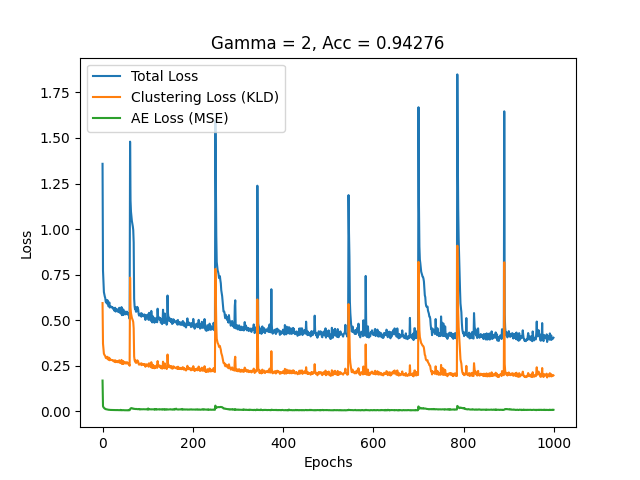 Gamma = 2, Acc = 0.94276
Total Loss
Clustering Loss (KLD)
AE Loss (MSE)
Loss
1.75
1.50
1.25
1.00
0.75
0.50
0.25
0.00
0 200 400 600 800 1000
Epochs